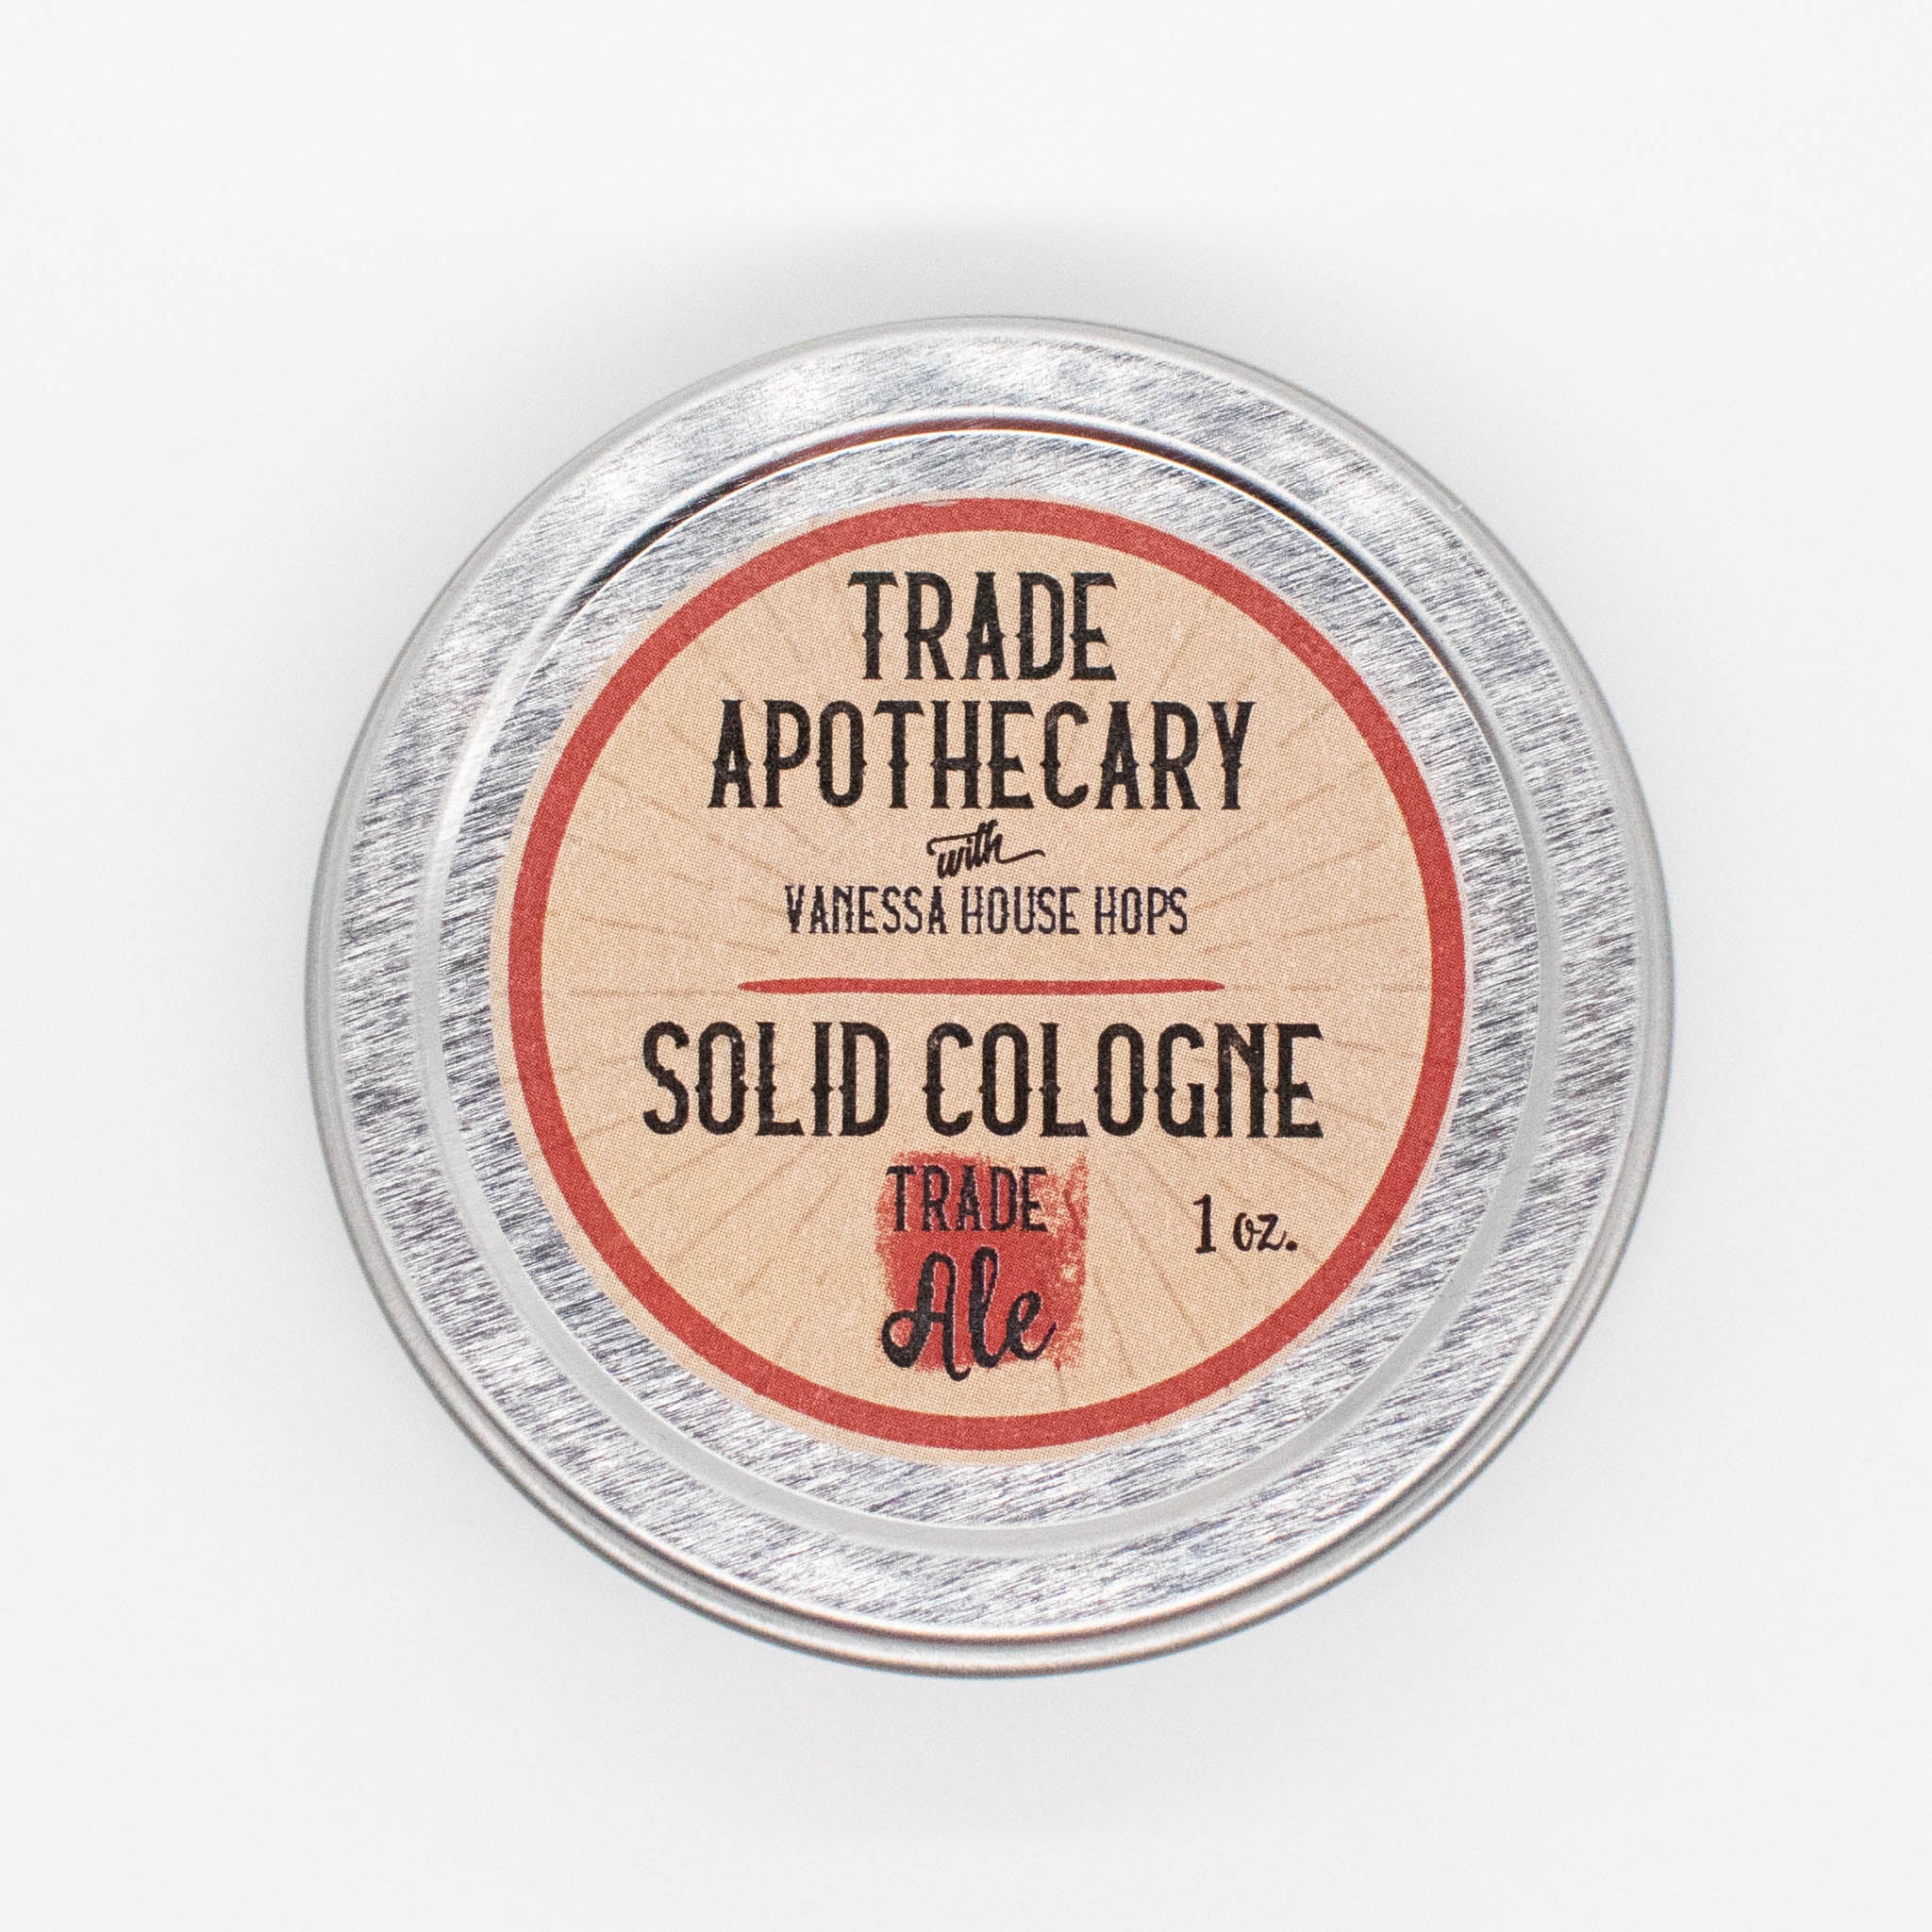 TRADE
APOTHECARY
with
VANESSA HOUSE HOPS
SOLID COLOGNE
TRADE
Ale
1 oz.